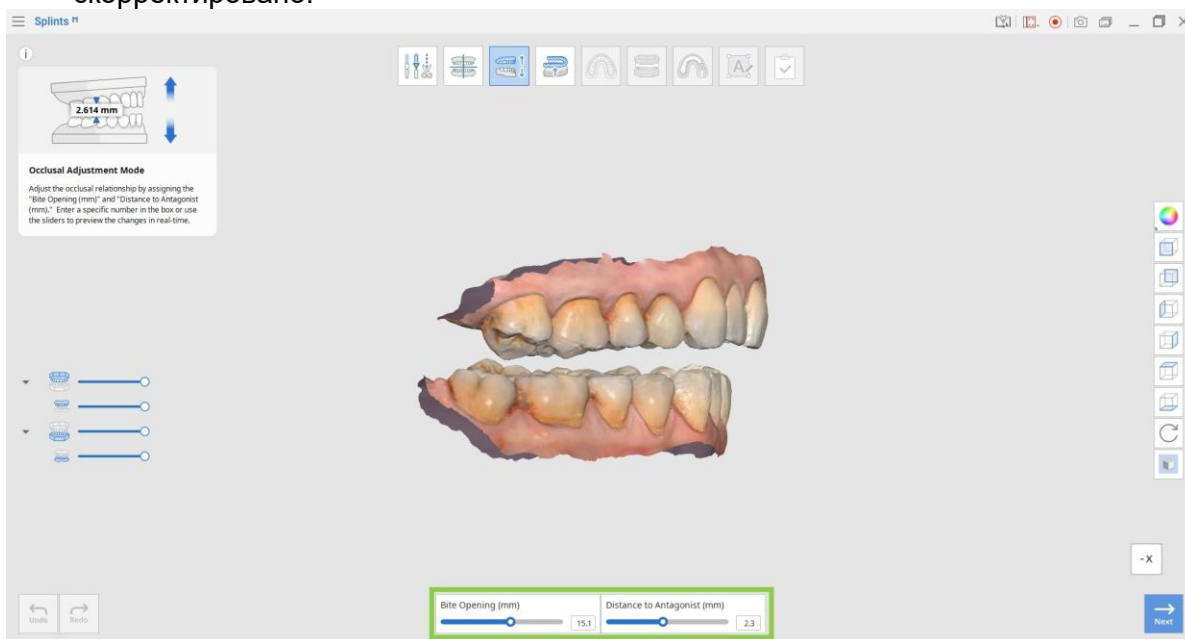 скорректировано.
Splints M
i
2.614 mm
Occlusal Adjustment Mode
Adjust the occlusal relationship by assigning the
"Bite Opening (mm)" and "Distance to Antagonist
(mm)." Enter a specific number in the box or use
the sliders to preview the changes in real-time.
A
-X
Undo Redo
Bite Opening (mm)
15.1
Distance to Antagonist (mm)
2.3
Next